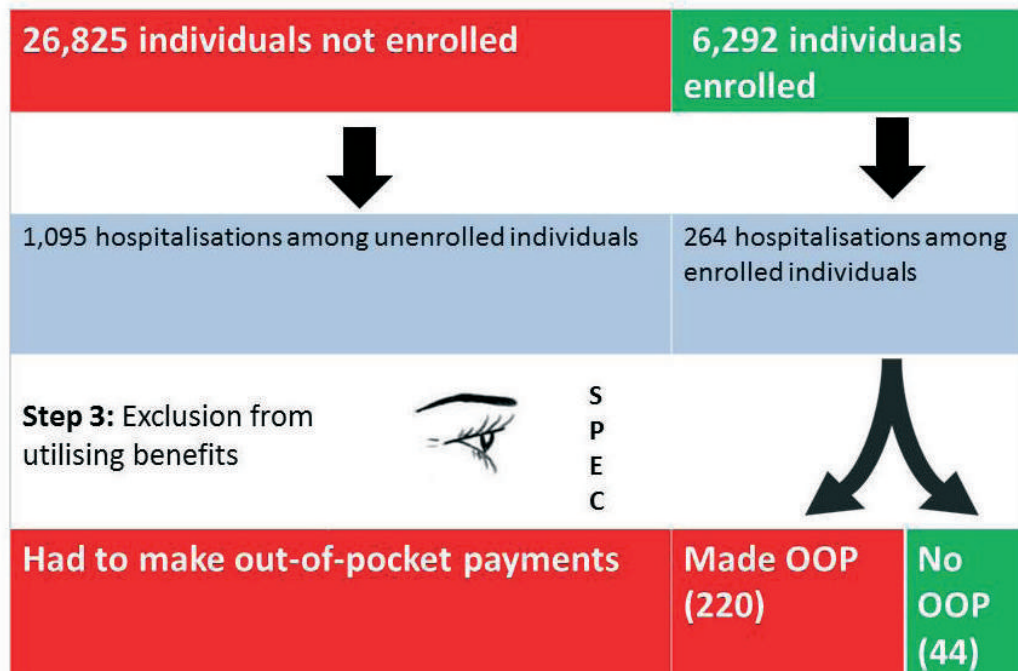 26,825 individuals not enrolled
6,292 individuals
enrolled
1,095 hospitalisations among unenrolled individuals
264 hospitalisations among
enrolled individuals
Step 3: Exclusion from
utilising benefits
S
P
E
C
Had to make out-of-pocket payments
Made OOP
(220)
No
OOP
(44)